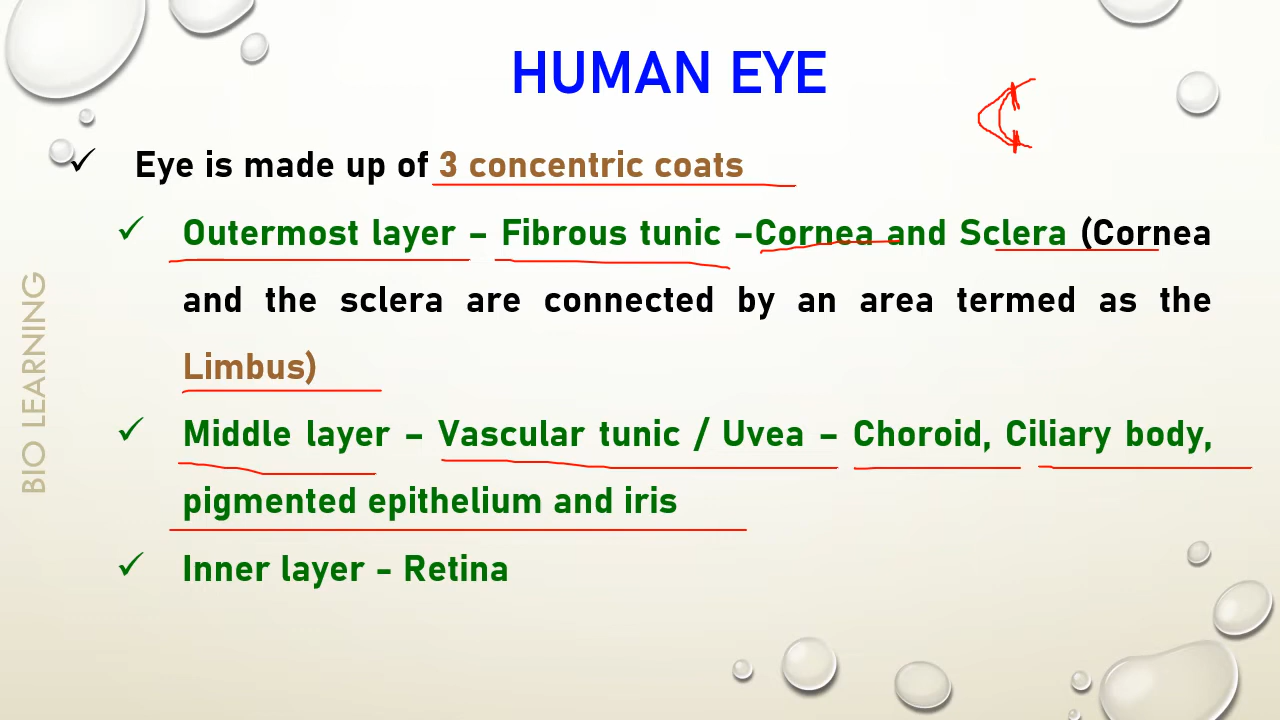 HUMAN EYE
✓ Eye is made up of 3 concentric coats
✓ Outermost layer – Fibrous tunic –Cornea and Sclera (Cornea
and the sclera are connected by an area termed as the
Limbus)
✓ Middle layer – Vascular tunic / Uvea – Choroid, Ciliary body,
pigmented epithelium and iris
✓ Inner layer - Retina
BIO LEARNING